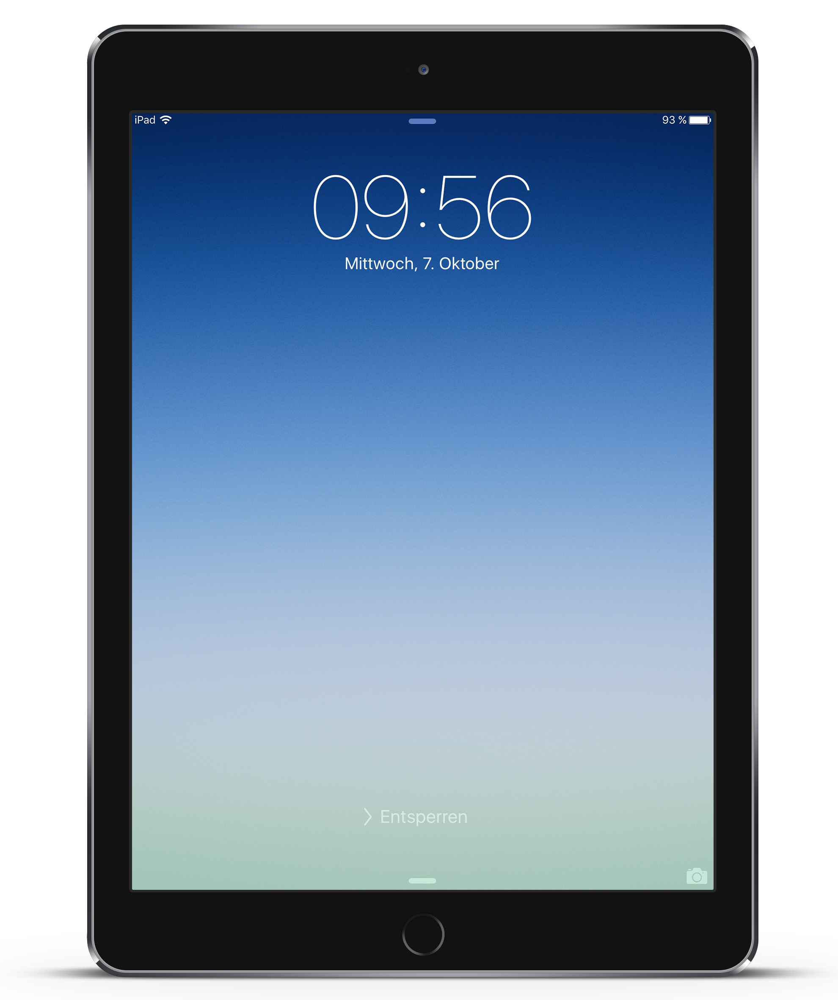 iPad 93 %
09:56
Mittwoch, 7. Oktober
Entsperren